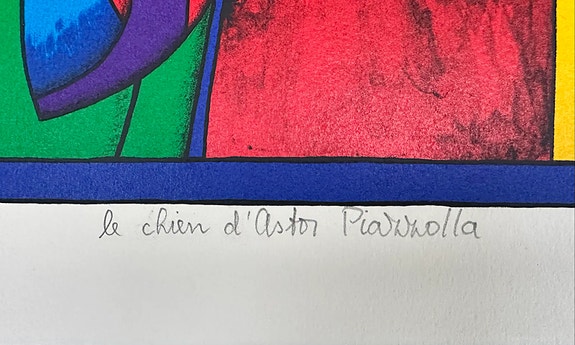 le chien d'Astor Piazzolla